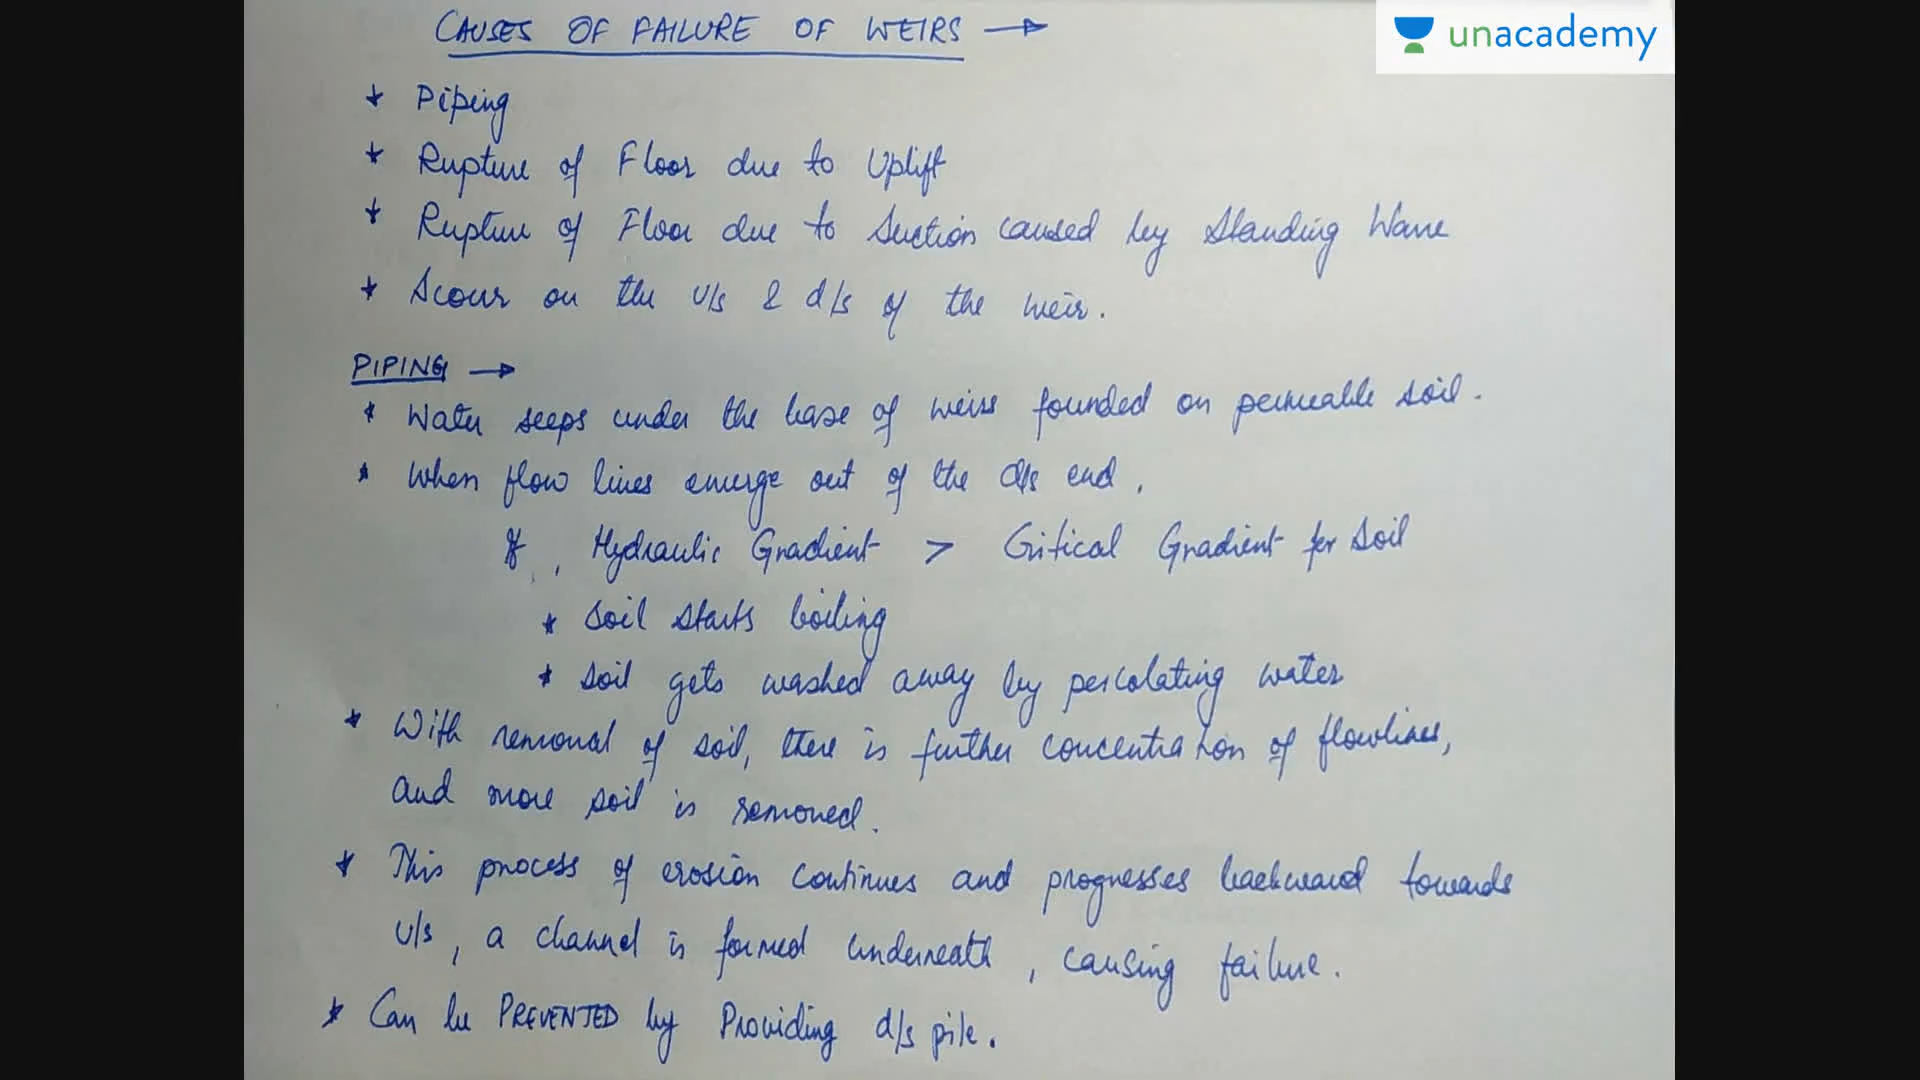 CAUSES OF FAILURE OF WEIRS →
unacademy
* Piping
* Rupture of Floor due to Uplift
* Rupture of Floor due to Suction caused by Standing Wave
* Scour on the u/s & d/s of the weir.
PIPING →
* Water seeps under the base of weirs founded on permeable soil.
* When flow lines emerge out of the d/s end,
If, Hydraulic Gradient > Critical Gradient for Soil
* Soil starts boiling
* Soil gets washed away by percolating water
* With removal of soil, there is further concentration of flowlines,
and more soil is removed.
* This process of erosion continues and progresses backward towards
u/s, a channel is formed underneath, causing failure.
* Can be PREVENTED by Providing d/s pile.